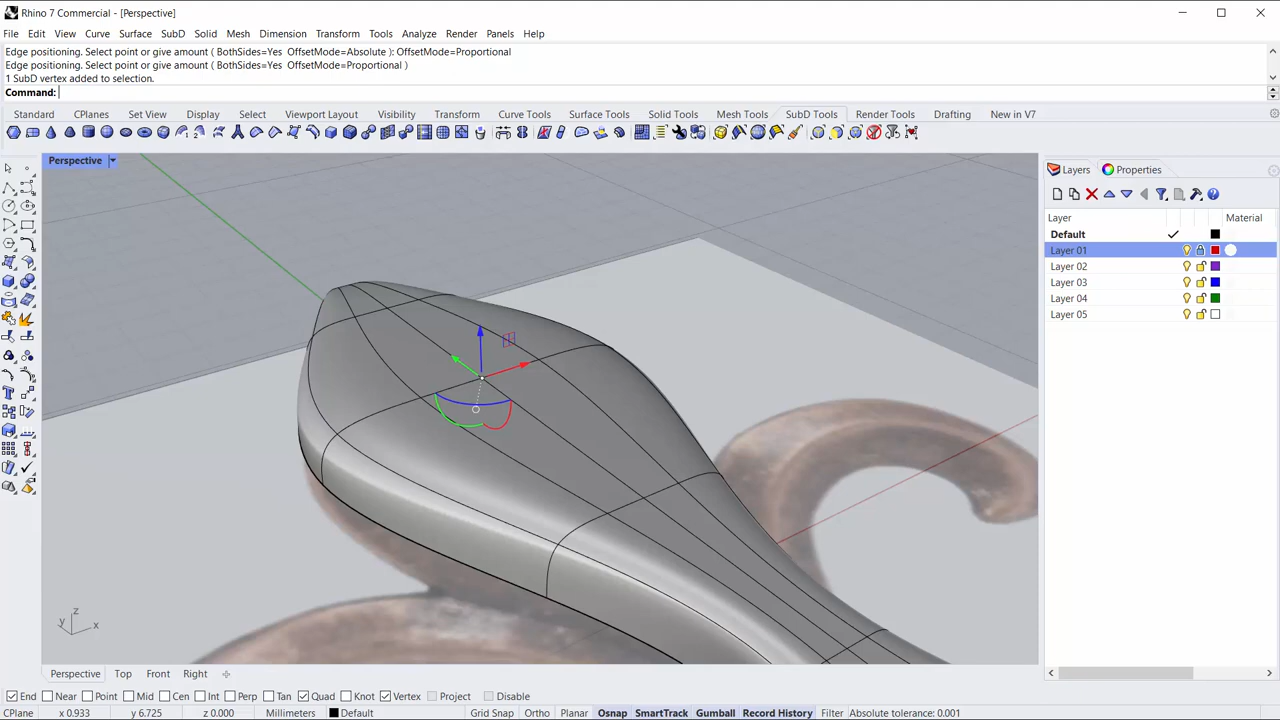 Rhino 7 Commercial - [Perspective]
File Edit View Curve Surface SubD Solid Mesh Dimension Transform Tools Analyze Render Panels Help
Edge positioning. Select point or give amount ( BothSides=Yes OffsetMode=Absolute ): OffsetMode=Proportional
Edge positioning. Select point or give amount ( BothSides=Yes OffsetMode=Proportional )
1 SubD vertex added to selection.
Command:
Standard CPlanes Set View Display Select Viewport Layout Visibility Transform Curve Tools Surface Tools Solid Tools Mesh Tools SubD Tools Render Tools Drafting New in V7
Perspective
Layers Properties
Layer Material
Default
Layer 01
Layer 02
Layer 03
Layer 04
Layer 05
z
y x
Perspective Top Front Right
End Near Point Mid Cen Int Perp Tan Quad Knot Vertex Project Disable
CPlane x 0.933 y 6.725 z 0.000 Millimeters Default Grid Snap Ortho Planar Osnap SmartTrack Gumball Record History Filter Absolute tolerance: 0.001